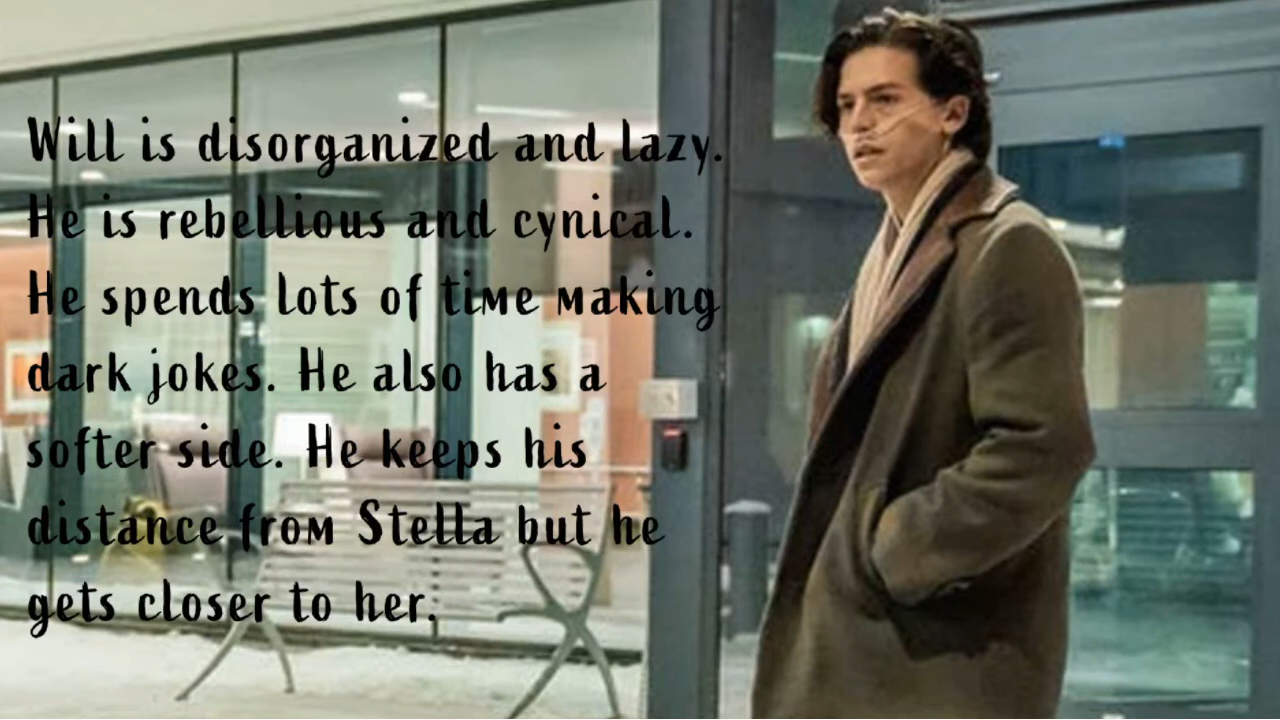 Will is disorganized and lazy.
He is rebellious and cynical.
He spends lots of time making
dark jokes. He also has a
softer side. He keeps his
distance from Stella but he
gets closer to her.